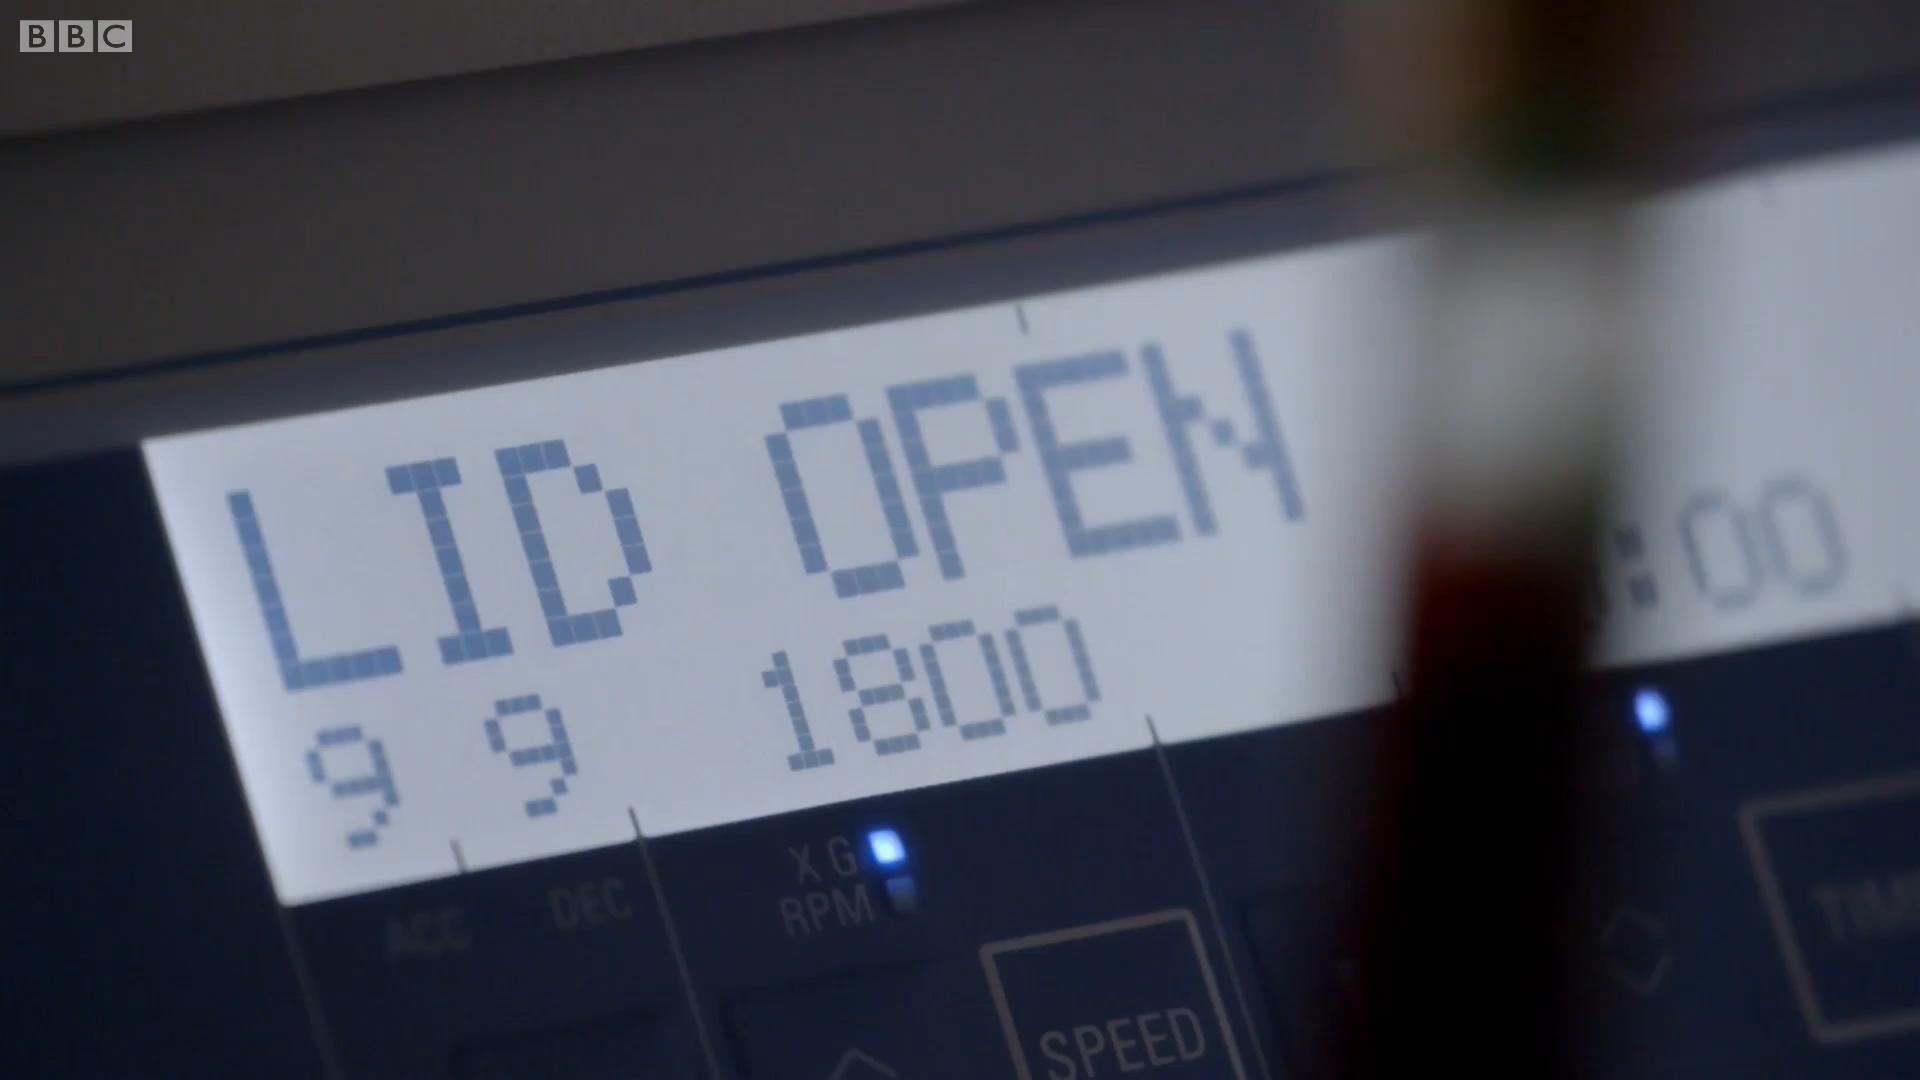 BBC
LID OPEN
9 9 1800 :00
ACC DEC X G
RPM
SPEED